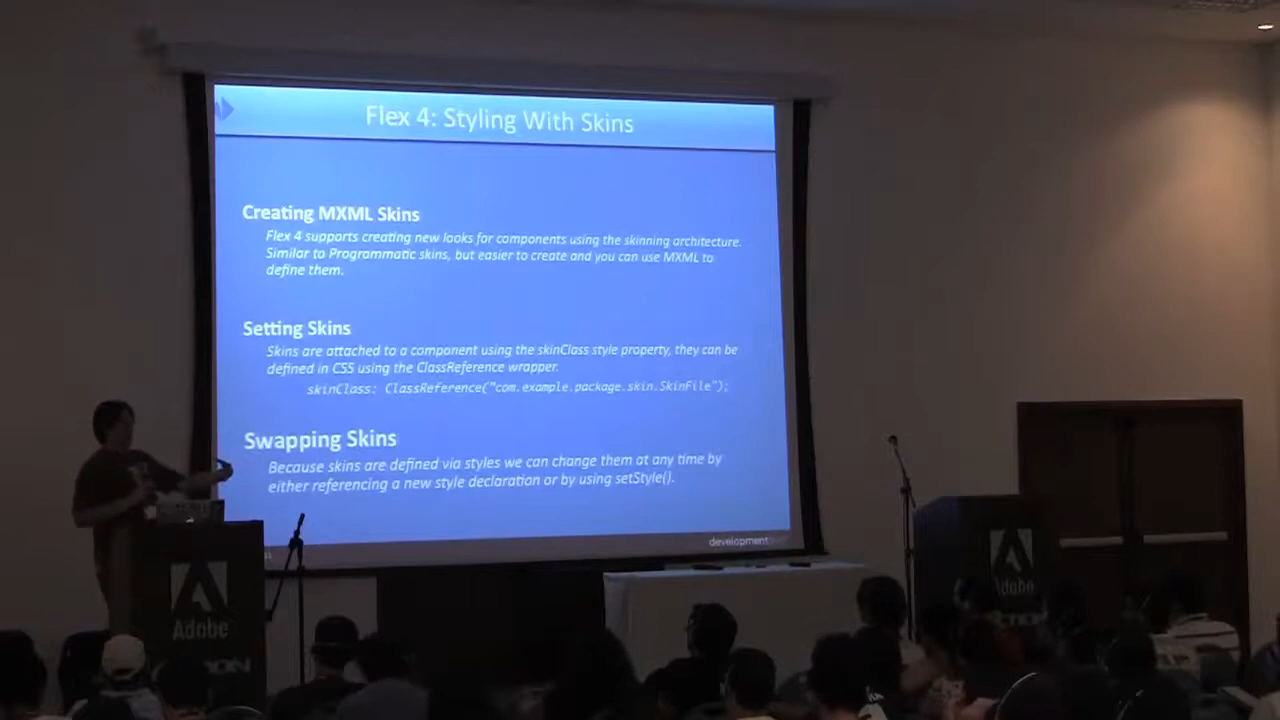 Flex 4: Styling With Skins
Creating MXML Skins
Flex 4 supports creating new looks for components using the skinning architecture.
Similar to Programmatic skins, but easier to create and you can use MXML to
define them.
Setting Skins
Skins are attached to a component using the skinClass style property, they can be
defined in CSS using the ClassReference wrapper.
skinClass: ClassReference("com.example.package.skin.SkinFile");
Swapping Skins
Because skins are defined via styles we can change them at any time by
either referencing a new style declaration or by using setStyle().
development
Adobe
Adobe